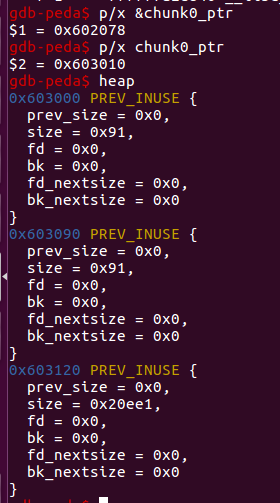 gdb-peda$ p/x &chunk0_ptr
$1 = 0x602078
gdb-peda$ p/x chunk0_ptr
$2 = 0x603010
gdb-peda$ heap
0x603000 PREV_INUSE {
  prev_size = 0x0,
  size = 0x91,
  fd = 0x0,
  bk = 0x0,
  fd_nextsize = 0x0,
  bk_nextsize = 0x0
}
0x603090 PREV_INUSE {
  prev_size = 0x0,
  size = 0x91,
  fd = 0x0,
  bk = 0x0,
  fd_nextsize = 0x0,
  bk_nextsize = 0x0
}
0x603120 PREV_INUSE {
  prev_size = 0x0,
  size = 0x20ee1,
  fd = 0x0,
  bk = 0x0,
  fd_nextsize = 0x0,
  bk_nextsize = 0x0
}
gdb-peda$